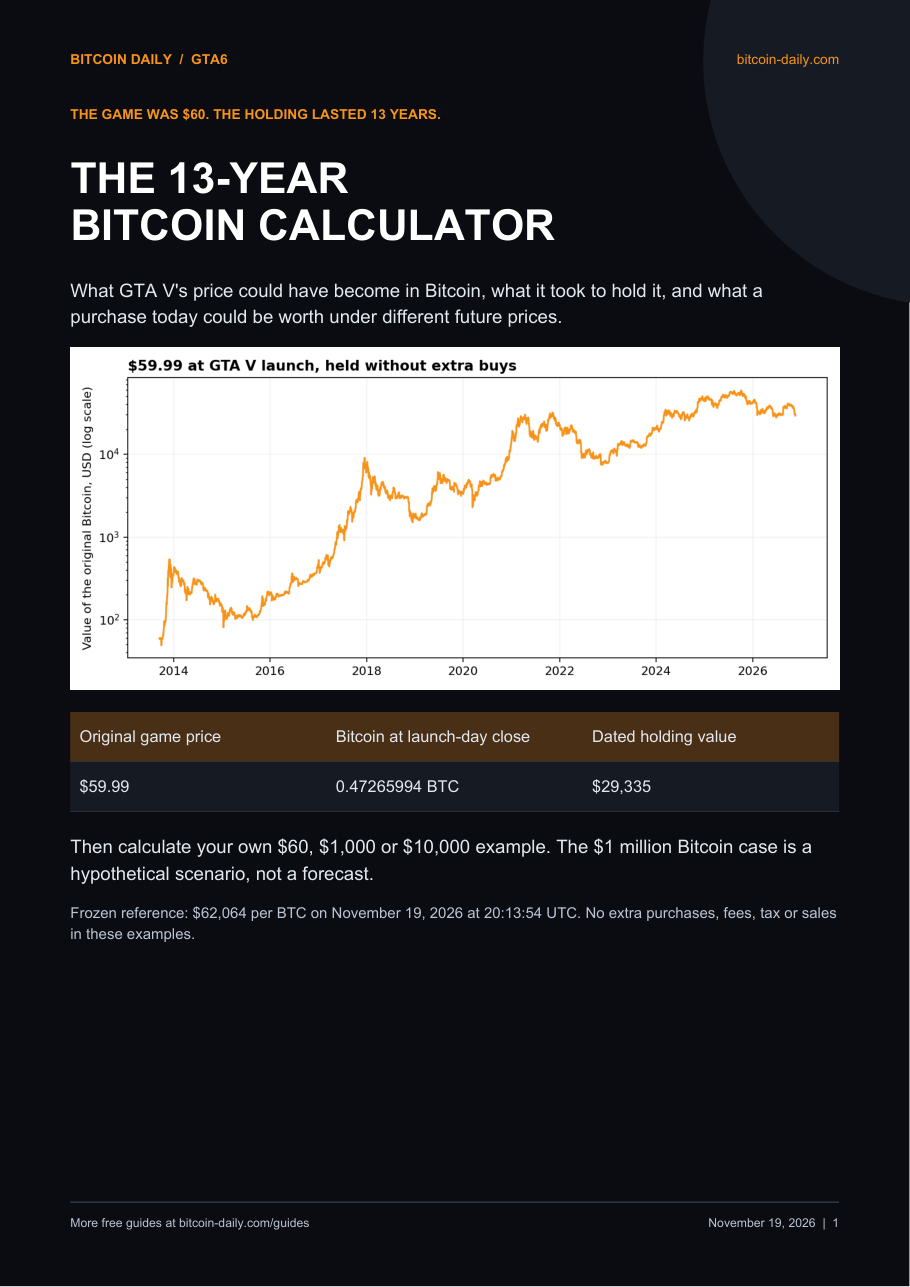 BITCOIN DAILY / GTA6
bitcoin-daily.com
THE GAME WAS $60. THE HOLDING LASTED 13 YEARS.
THE 13-YEAR
BITCOIN CALCULATOR
What GTA V's price could have become in Bitcoin, what it took to hold it, and what a
purchase today could be worth under different future prices.
$59.99 at GTA V launch, held without extra buys
Value of the original Bitcoin, USD (log scale)
10⁴
10³
10²
2014 2016 2018 2020 2022 2024 2026
Original game price Bitcoin at launch-day close Dated holding value
$59.99 0.47265994 BTC $29,335
Then calculate your own $60, $1,000 or $10,000 example. The $1 million Bitcoin case is a
hypothetical scenario, not a forecast.
Frozen reference: $62,064 per BTC on November 19, 2026 at 20:13:54 UTC. No extra purchases, fees, tax or sales
in these examples.
More free guides at bitcoin-daily.com/guides
November 19, 2026 | 1